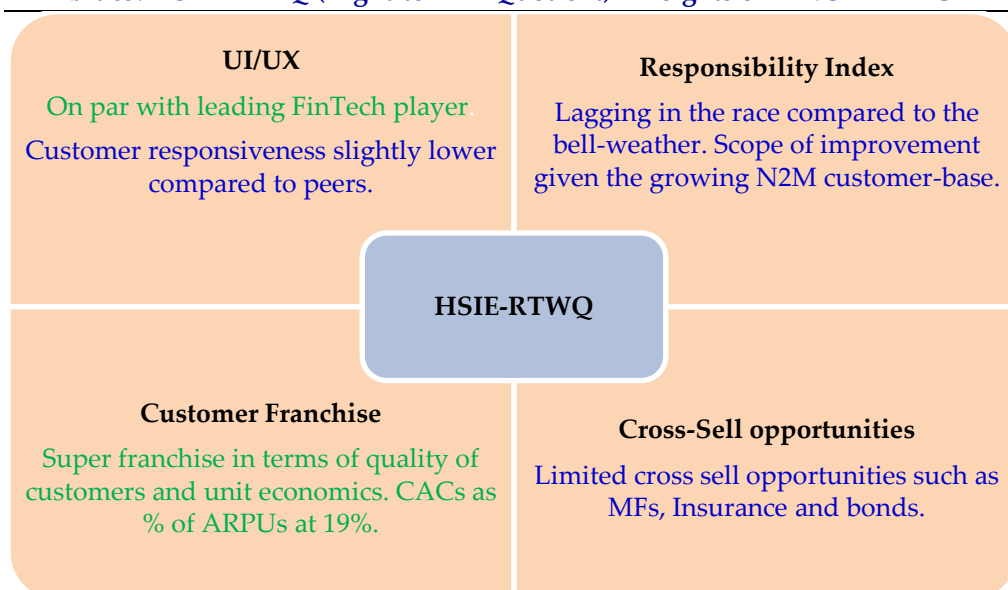 UI/UX
On par with leading FinTech player.
Customer responsiveness slightly lower
compared to peers.
Responsibility Index
Lagging in the race compared to the
bell-weather. Scope of improvement
given the growing N2M customer-base.
HSIE-RTWQ
Customer Franchise
Super franchise in terms of quality of
customers and unit economics. CACs as
% of ARPUs at 19%.
Cross-Sell opportunities
Limited cross sell opportunities such as
MFs, Insurance and bonds.